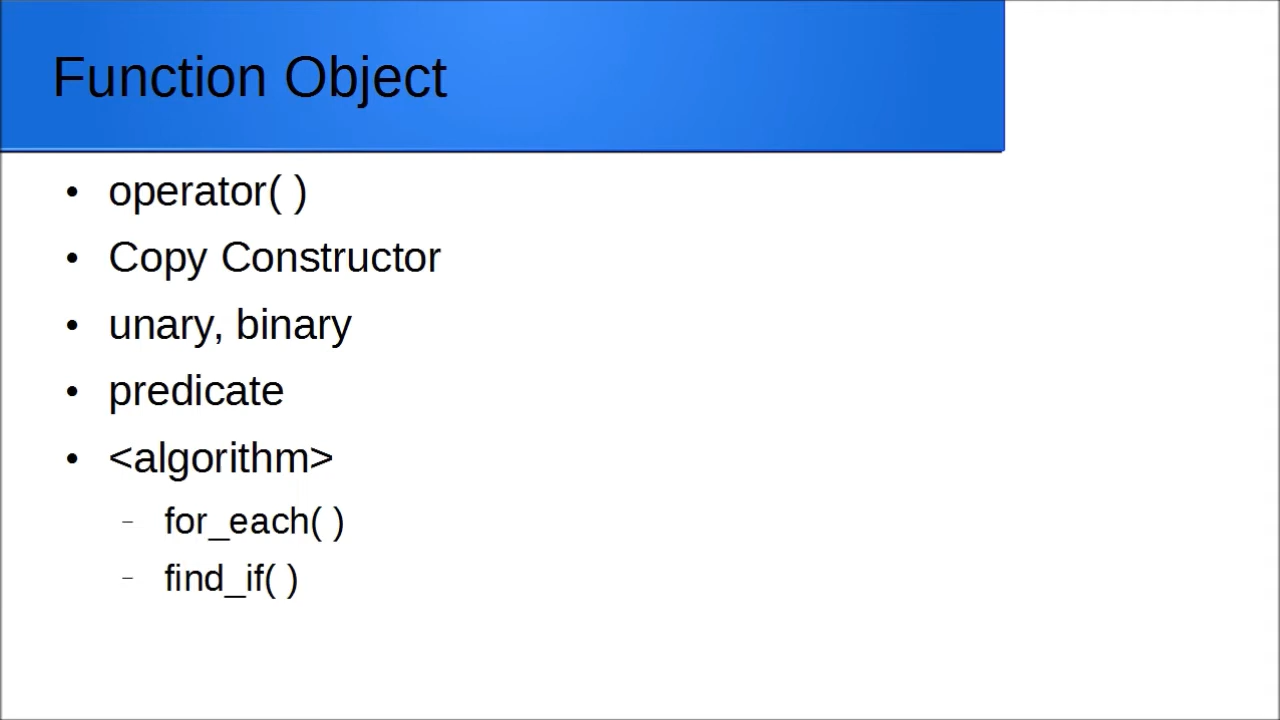 Function Object
• operator( )
• Copy Constructor
• unary, binary
• predicate
• <algorithm>
– for_each( )
– find_if( )